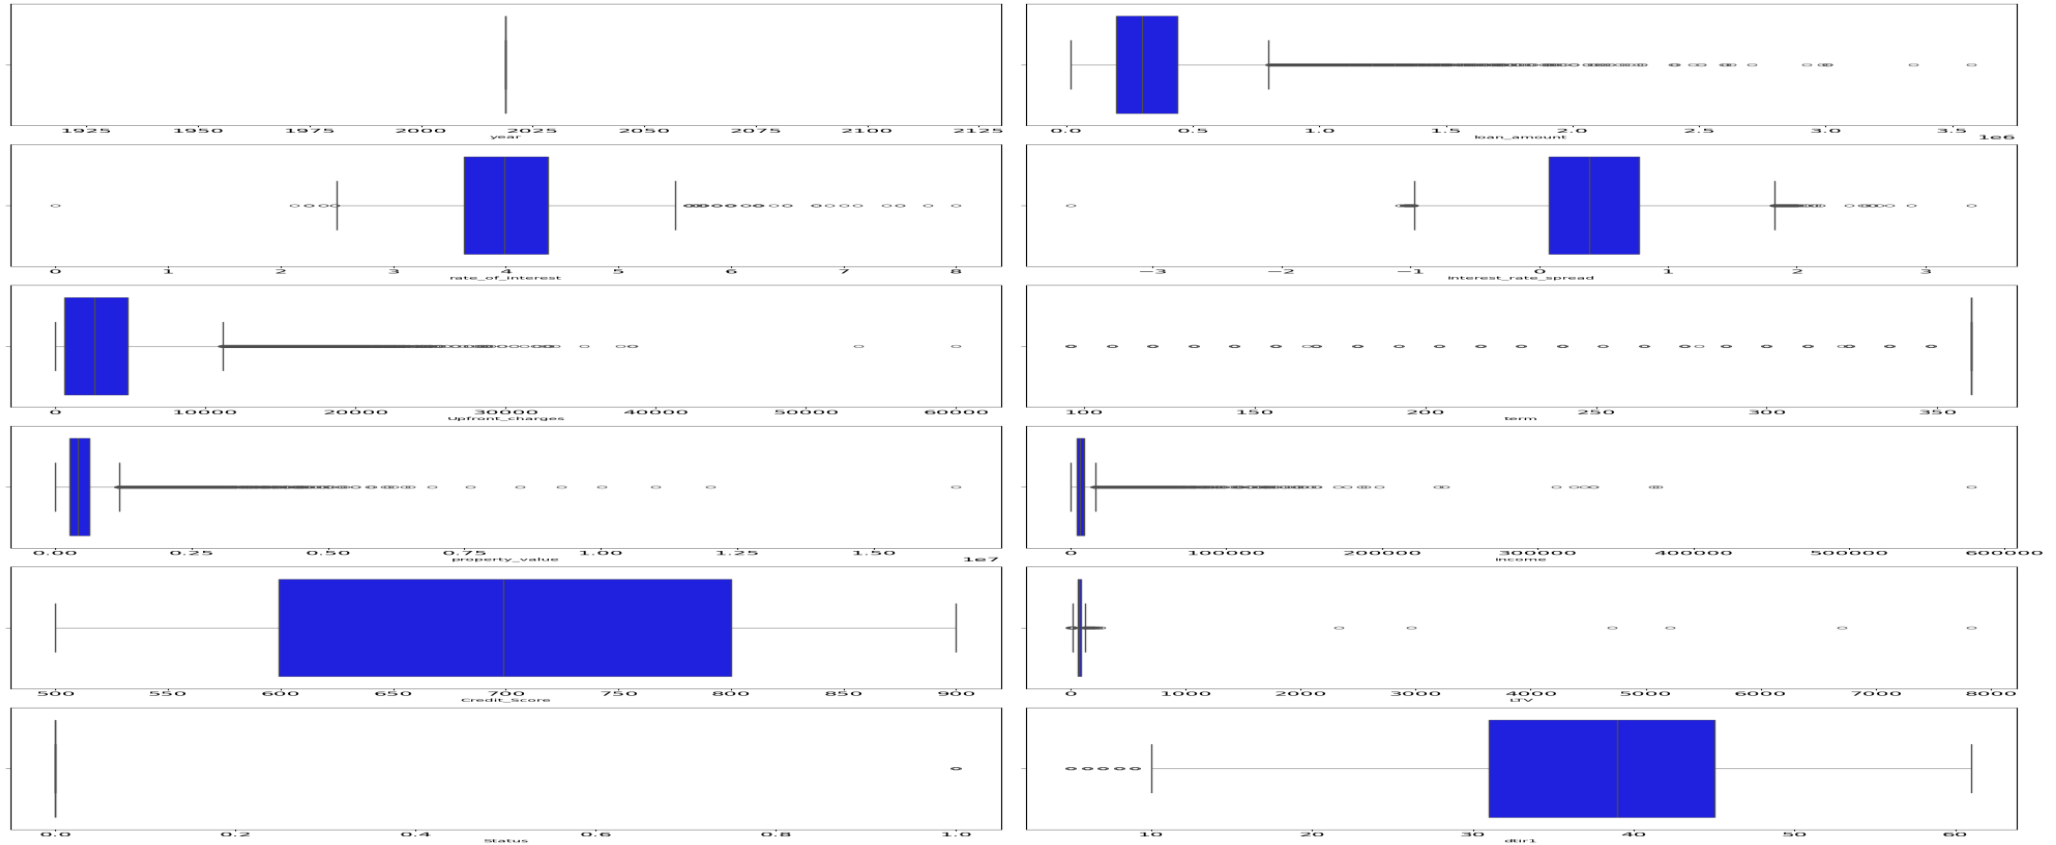 1925 1950 1975 2000 2025 2050 2075 2100 2125
year
0.0 0.5 1.0 1.5 2.0 2.5 3.0 3.5
loan_amount 1e6
0 1 2 3 4 5 6 7 8
rate_of_interest
−3 −2 −1 0 1 2 3
Interest_rate_spread
0 10000 20000 30000 40000 50000 60000
Upfront_charges
100 150 200 250 300 350
term
0.00 0.25 0.50 0.75 1.00 1.25 1.50
property_value 1e7
0 1000000 2000000 3000000 4000000 5000000 6000000
income
500 550 600 650 700 750 800 850 900
Credit_Score
0 1000 2000 3000 4000 5000 6000 7000 8000
LTV
0.0 0.2 0.4 0.6 0.8 1.0
Status
10 20 30 40 50 60
dtir1